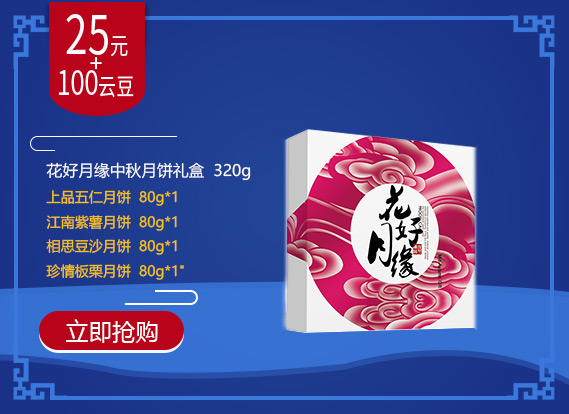 25元
+
100云豆
花好月缘中秋月饼礼盒 320g
上品五仁月饼 80g*1
江南紫薯月饼 80g*1
相思豆沙月饼 80g*1
珍情板栗月饼 80g*1"
立即抢购
花好
月缘